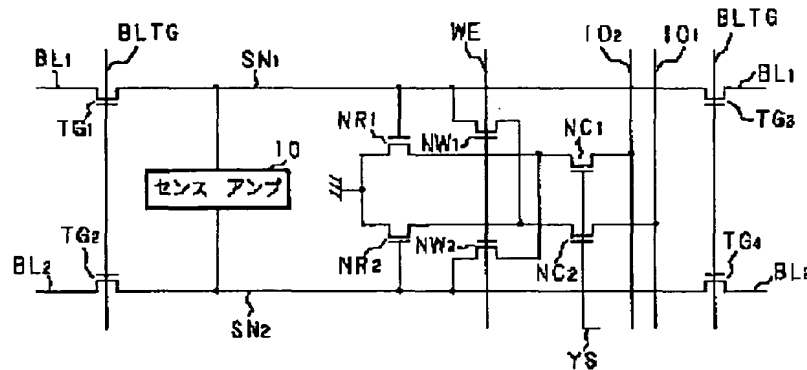 BLTG
WE
IO2
IO1
BLTG
BL1
SN1
BL1
TG1
NR1
NW1
NC1
TG3
10
センス アンプ
TG2
NW2
TG4
BL2
NR2
NC2
BL2
SN2
YS